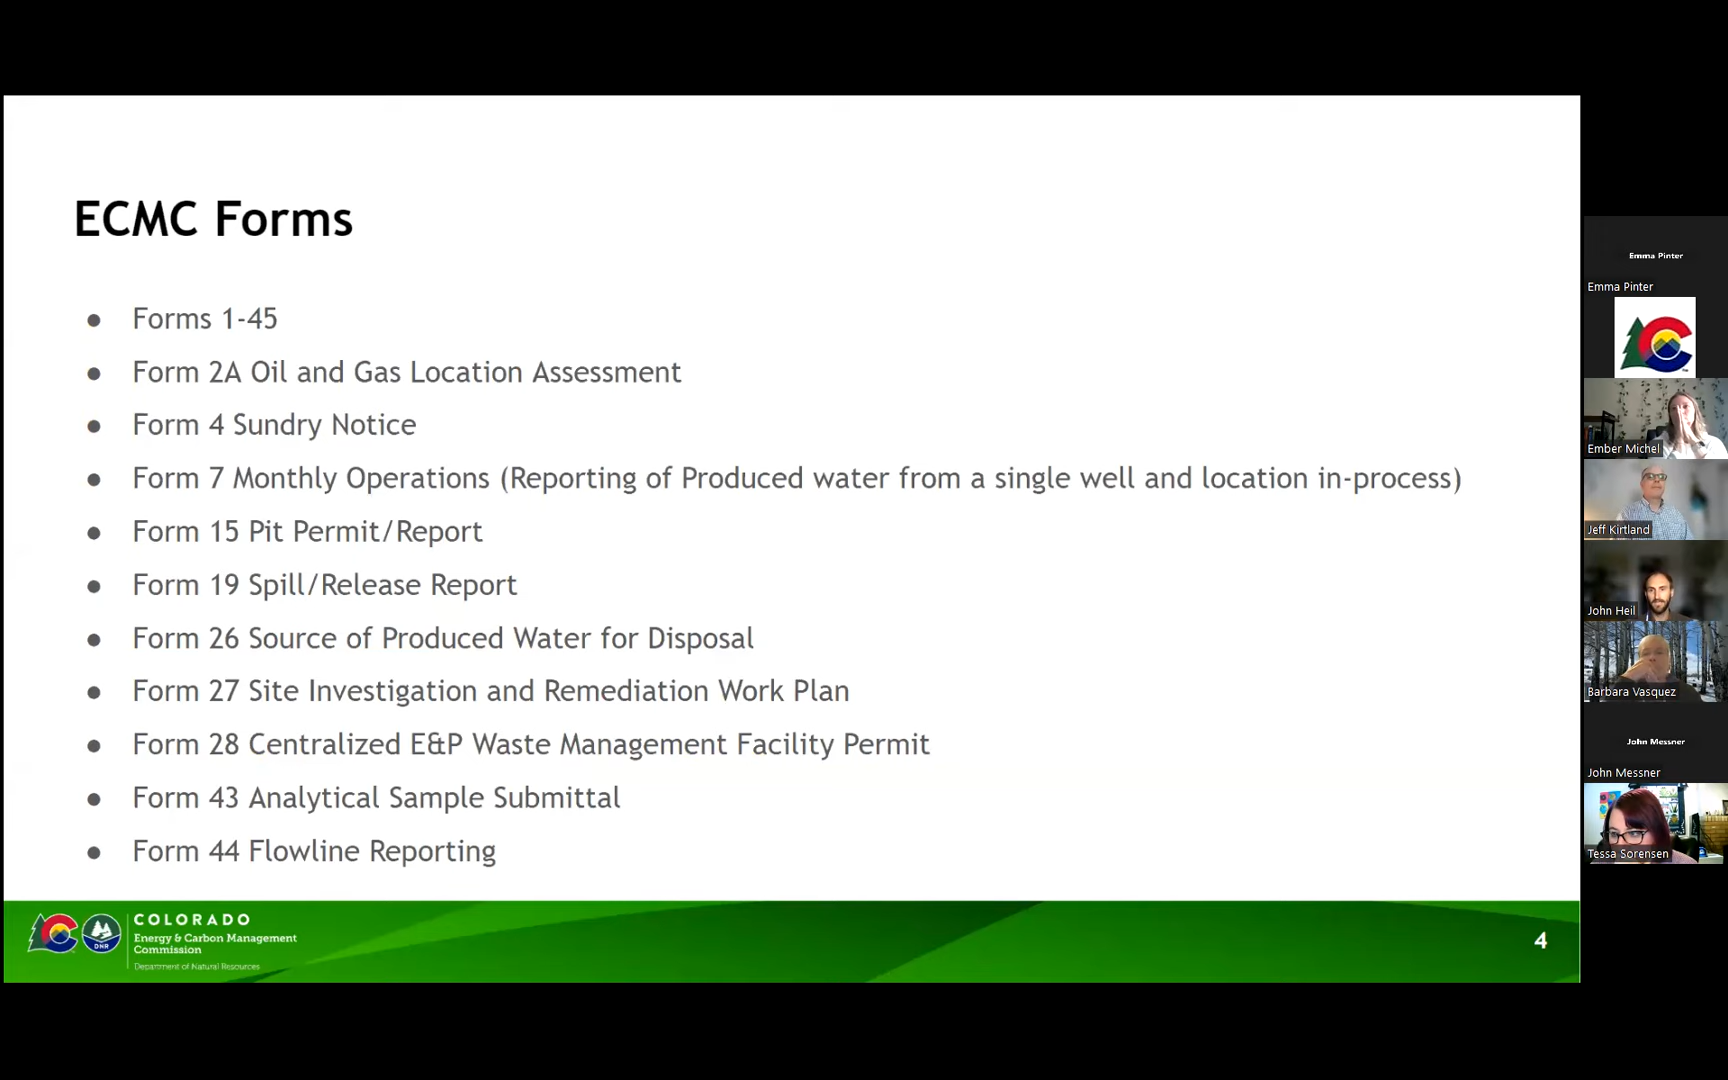 ECMC Forms
Forms 1-45
Form 2A Oil and Gas Location Assessment
Form 4 Sundry Notice
Form 7 Monthly Operations (Reporting of Produced water from a single well and location in-process)
Form 15 Pit Permit/Report
Form 19 Spill/Release Report
Form 26 Source of Produced Water for Disposal
Form 27 Site Investigation and Remediation Work Plan
Form 28 Centralized E&P Waste Management Facility Permit
Form 43 Analytical Sample Submittal
Form 44 Flowline Reporting
DNR
COLORADO
Energy & Carbon Management
Commission
Department of Natural Resources
4
Emma Pinter
Emma Pinter
Ember Michel
Jeff Kirtland
John Heil
Barbara Vasquez
John Messner
John Messner
Tessa Sorensen